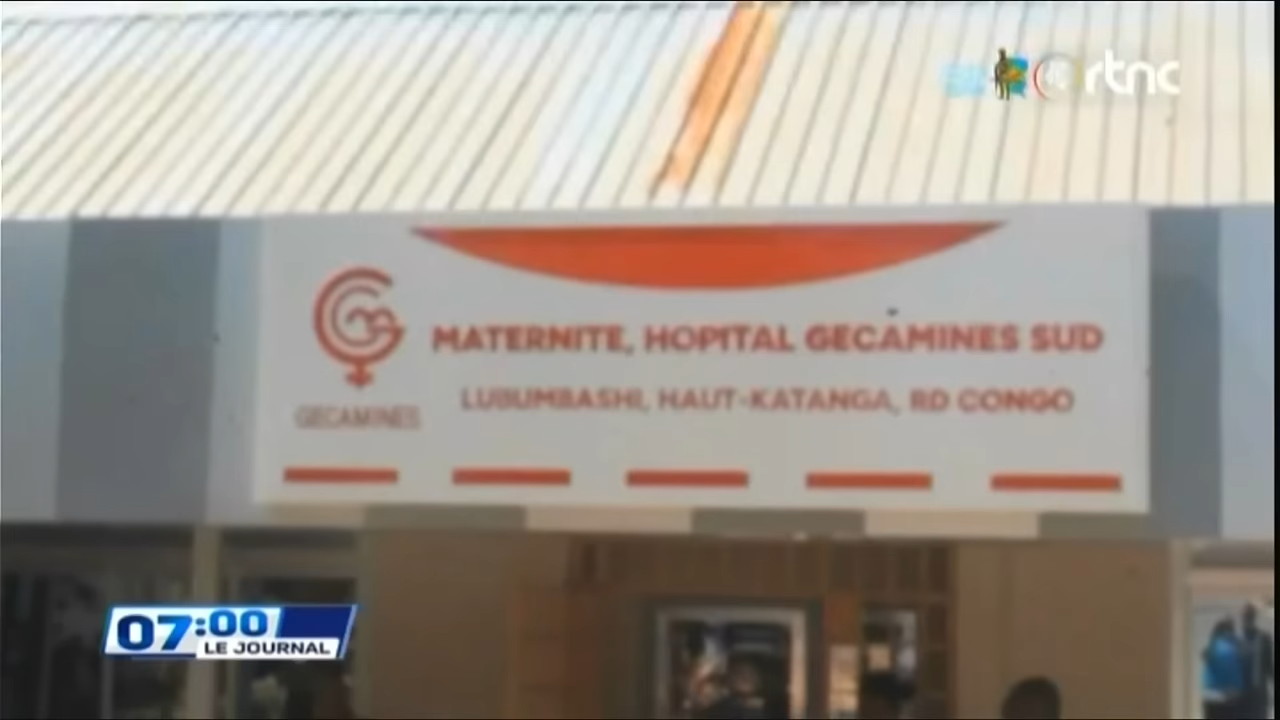 rtnc
MATERNITE, HOPITAL GECAMINES SUD
LUBUMBASHI, HAUT-KATANGA, RD CONGO
GECAMINES
07:00
LE JOURNAL